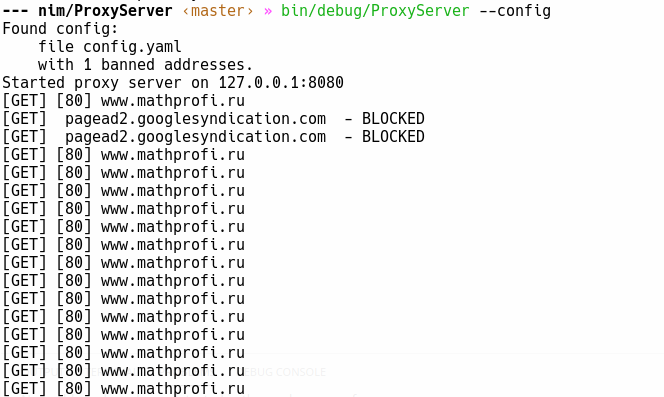 --- nim/ProxyServer ‹master› » bin/debug/ProxyServer --config
Found config:
    file config.yaml
    with 1 banned addresses.
Started proxy server on 127.0.0.1:8080
[GET] [80] www.mathprofi.ru
[GET]  pagead2.googlesyndication.com  - BLOCKED
[GET]  pagead2.googlesyndication.com  - BLOCKED
[GET] [80] www.mathprofi.ru
[GET] [80] www.mathprofi.ru
[GET] [80] www.mathprofi.ru
[GET] [80] www.mathprofi.ru
[GET] [80] www.mathprofi.ru
[GET] [80] www.mathprofi.ru
[GET] [80] www.mathprofi.ru
[GET] [80] www.mathprofi.ru
[GET] [80] www.mathprofi.ru
[GET] [80] www.mathprofi.ru
[GET] [80] www.mathprofi.ru
[GET] [80] www.mathprofi.ru
[GET] [80] www.mathprofi.ru CONSOLE
[GET] [80] www.mathprofi.ru